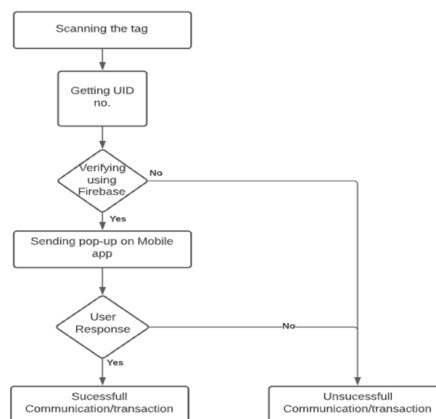 Scanning the tag
Getting UID
no.
Verifying
using
Firebase
No
Yes
Sending pop-up on Mobile
app
User
Response
No
Yes
Sucessfull
Communication/transaction
Unsucessfull
Communication/transaction